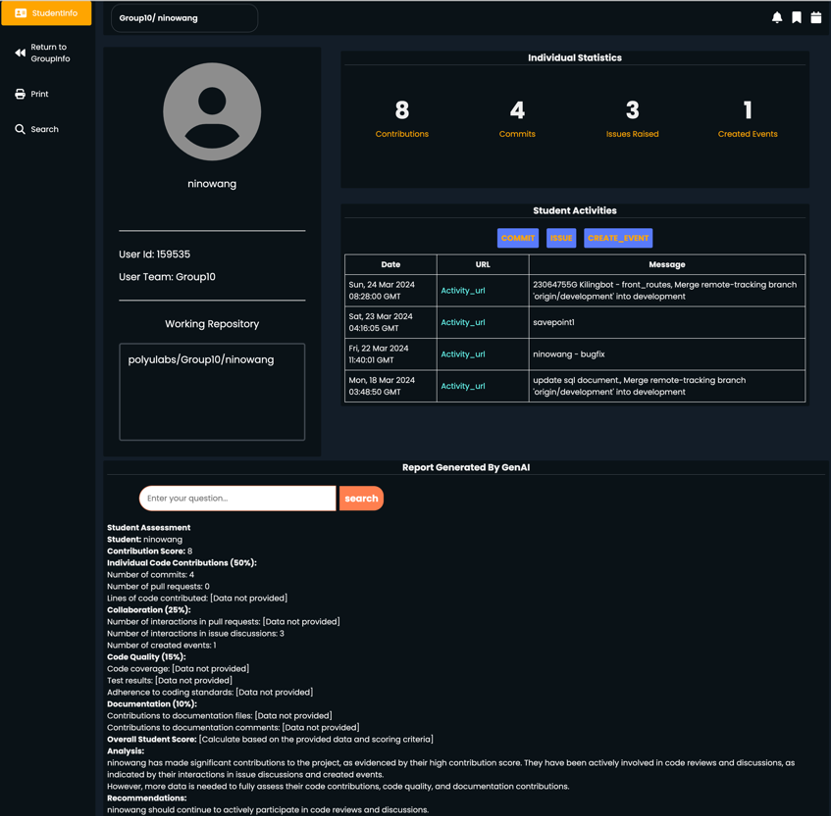 StudentInfo
Return to
GroupInfo
Print
Search
Group10/ ninowang
ninowang
User Id: 159535
User Team: Group10
Working Repository
polyulabs/Group10/ninowang
Individual Statistics
8 4 3 1
Contributions Commits Issues Raised Created Events
Student Activities
COMMIT ISSUE CREATE_EVENT
Date URL Message
Sun, 24 Mar 2024
08:28:00 GMT
Activity_url
23064755G Kilingbot - front_routes, Merge remote-tracking branch
'origin/development' into development
Sat, 23 Mar 2024
04:16:05 GMT
Activity_url
savepoint1
Fri, 22 Mar 2024
11:40:01 GMT
Activity_url
ninowang - bugfix
Mon, 18 Mar 2024
03:48:50 GMT
Activity_url
update sql document., Merge remote-tracking branch
'origin/development' into development
Report Generated By GenAI
Enter your question...
search
Student Assessment
Student: ninowang
Contribution Score: 8
Individual Code Contributions (50%):
Number of commits: 4
Number of pull requests: 0
Lines of code contributed: [Data not provided]
Collaboration (25%):
Number of interactions in pull requests: [Data not provided]
Number of interactions in issue discussions: 3
Number of created events: 1
Code Quality (15%):
Code coverage: [Data not provided]
Test results: [Data not provided]
Adherence to coding standards: [Data not provided]
Documentation (10%):
Contributions to documentation files: [Data not provided]
Contributions to documentation comments: [Data not provided]
Overall Student Score: [Calculate based on the provided data and scoring criteria]
Analysis:
ninowang has made significant contributions to the project, as evidenced by their high contribution score. They have been actively involved in code reviews and discussions, as
indicated by their interactions in issue discussions and created events.
However, more data is needed to fully assess their code contributions, code quality, and documentation contributions.
Recommendations:
ninowang should continue to actively participate in code reviews and discussions.